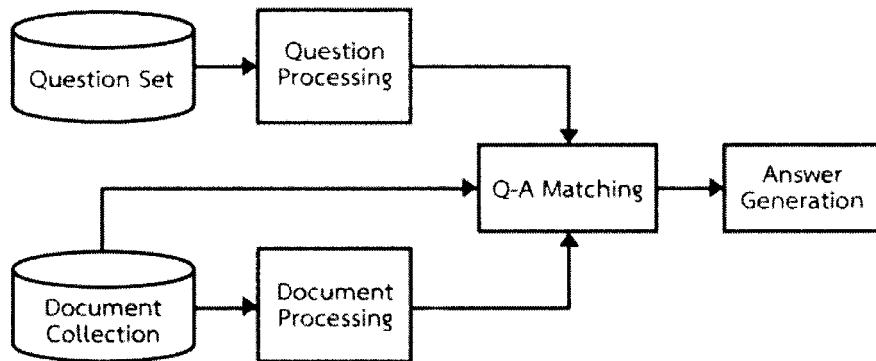 Question Set
Question
Processing
Q-A Matching
Answer
Generation
Document
Collection
Document
Processing